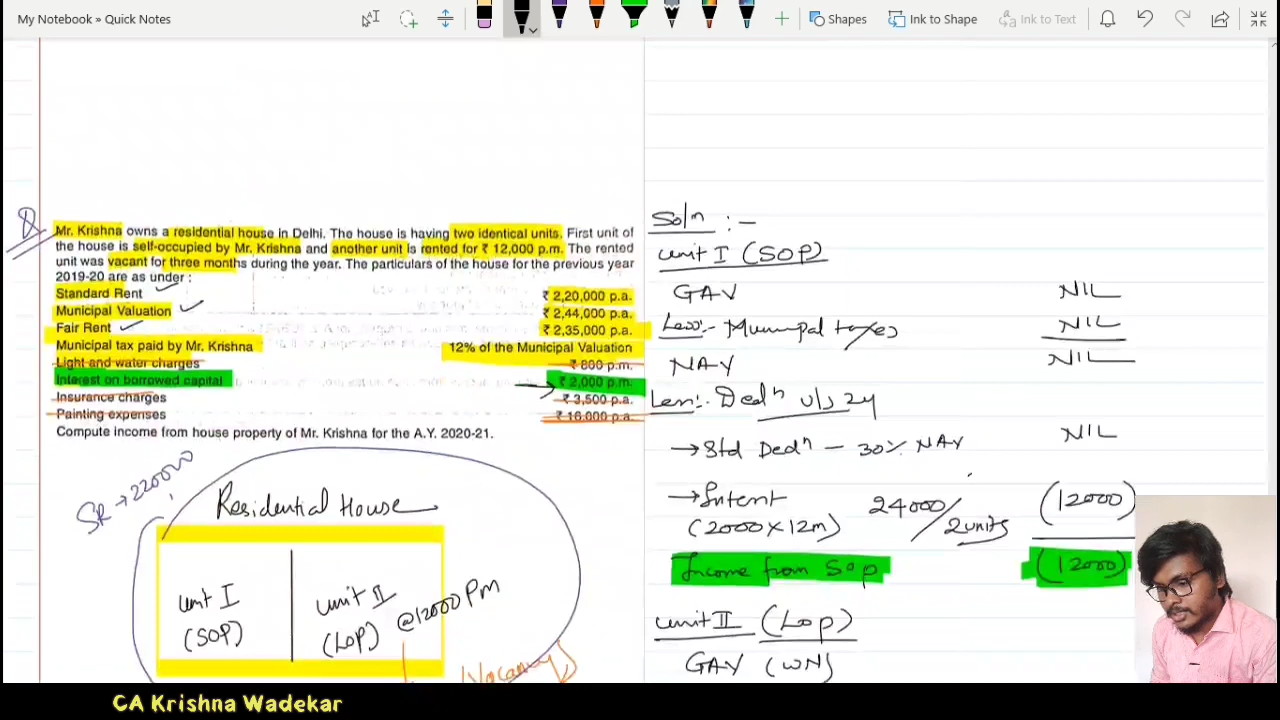 My Notebook » Quick Notes
Shapes
Ink to Shape
Ink to Text
Q
Mr. Krishna owns a residential house in Delhi. The house is having two identical units. First unit of
the house is self-occupied by Mr. Krishna and another unit is rented for ₹ 12,000 p.m. The rented
unit was vacant for three months during the year. The particulars of the house for the previous year
2019-20 are as under :
Standard Rent ₹ 2,20,000 p.a.
Municipal Valuation ₹ 2,44,000 p.a.
Fair Rent ₹ 2,35,000 p.a.
Municipal tax paid by Mr. Krishna 12% of the Municipal Valuation
Light and water charges ₹ 800 p.m.
Interest on borrowed capital ₹ 2,000 p.m.
Insurance charges ₹ 3,500 p.a.
Painting expenses ₹ 16,000 p.a.
Compute income from house property of Mr. Krishna for the A.Y. 2020-21.
SR → 220000
Residential House
unit I
(SOP)
unit II
(LOP)
@12000 Pm
(Vacancy)
Soln :-
unit I (SOP)
GAV NIL
Less:- Municipal taxes NIL
NAV NIL
Less:- Dedn u/s 24
→ Std Dedn - 30% NAV NIL
→ Interest 24000/2units (12000)
(2000 x 12m)
Income from SOP (12000)
unit II (LOP)
GAV (WN)
CA Krishna Wadekar